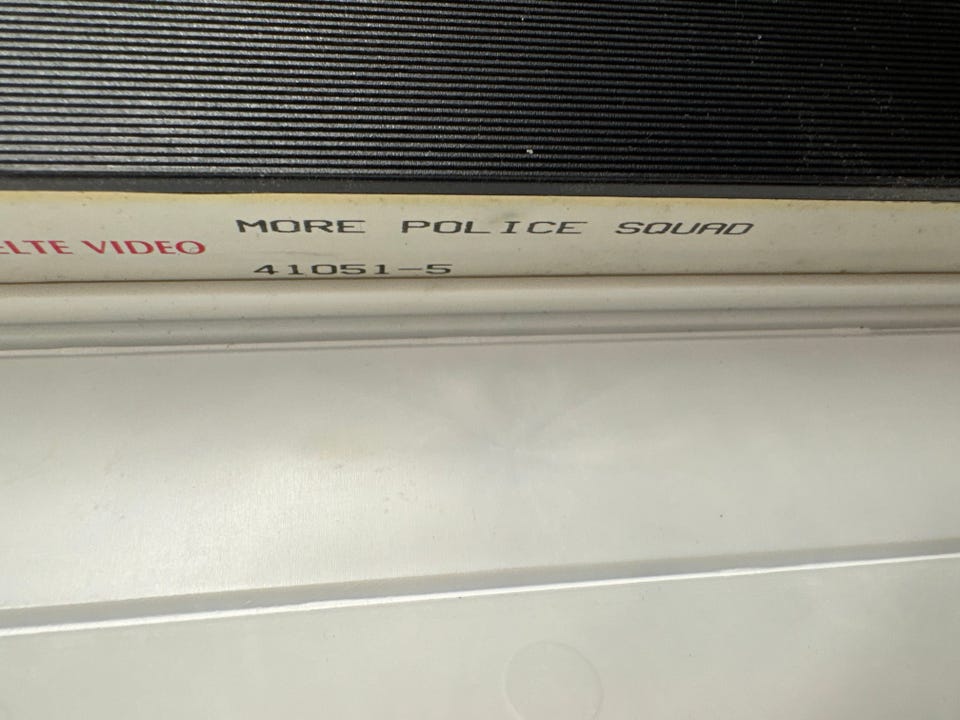 ELTE VIDEO
MORE POLICE SQUAD
41051-5